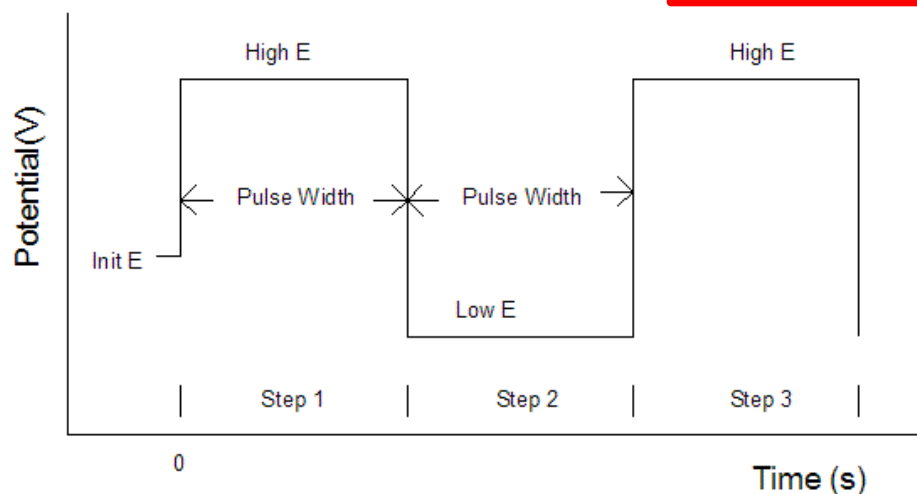 High E
High E
Potential(V)
Pulse Width
Pulse Width
Init E
Low E
Step 1
Step 2
Step 3
0
Time (s)